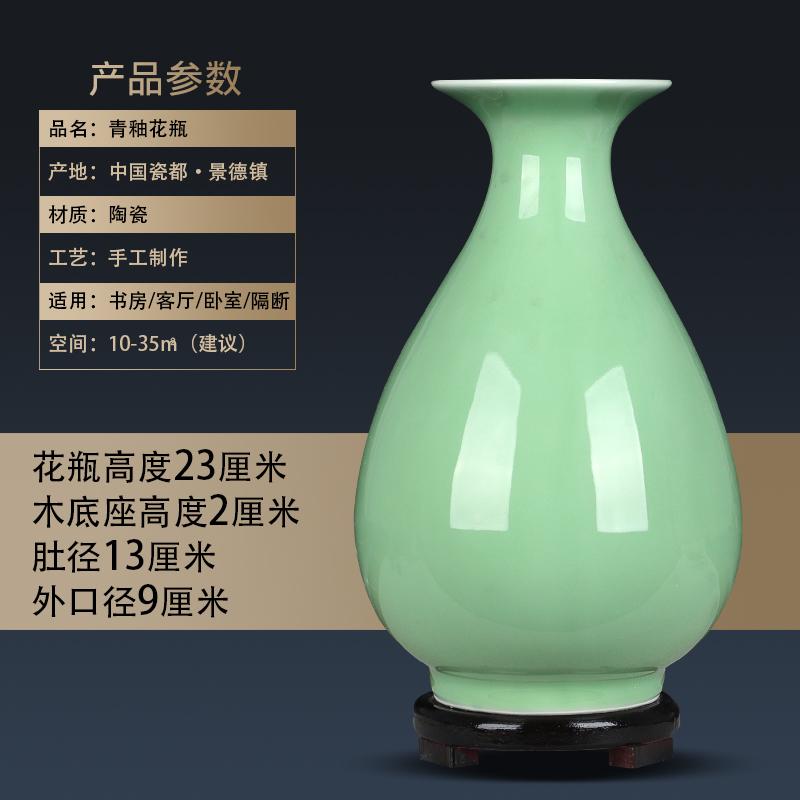 产品参数
品名：青釉花瓶
产地：中国瓷都·景德镇
材质：陶瓷
工艺：手工制作
适用：书房/客厅/卧室/隔断
空间：10-35㎡（建议）
花瓶高度23厘米
木底座高度2厘米
肚径13厘米
外口径9厘米